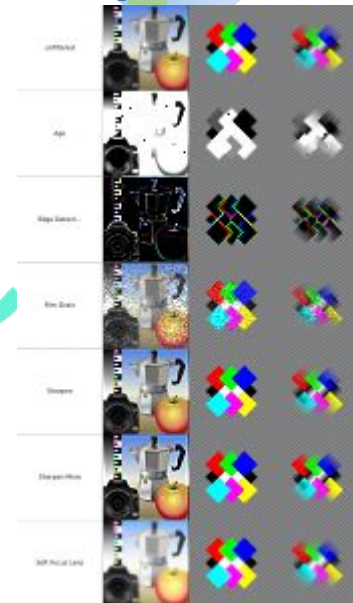 unfiltered
Age
Edge Detect...
Film Grain
Sharpen
Sharpen More
Soft Focus Lens